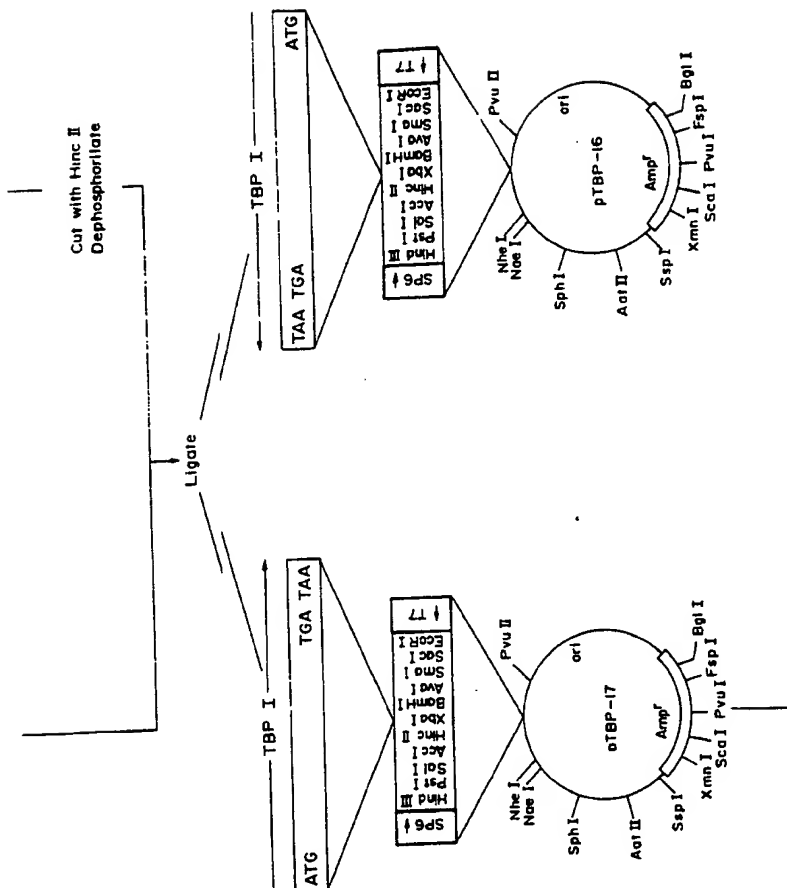 Cut with Hinc II
Dephosphorilate
Ligate
TBP I
ATG
TGA TAA
SP6
Hind III
Pst I
Sal I
Acc I
Hinc II
Xba I
BamH I
Ava I
Sma I
Sac I
EcoR I
T7
Pvu II
Nhe I
Nae I
Sph I
Aat II
Ssp I
Xmn I
Sca I
Pvu I
Fsp I
Bgl I
ori
Ampr
pTBP-17
TBP I
TAA TGA
ATG
SP6
Hind III
Pst I
Sal I
Acc I
Hinc II
Xba I
BamH I
Ava I
Sma I
Sac I
EcoR I
T7
Pvu II
Nhe I
Nae I
Sph I
Aat II
Ssp I
Xmn I
Sca I
Pvu I
Fsp I
Bgl I
ori
Ampr
pTBP-16